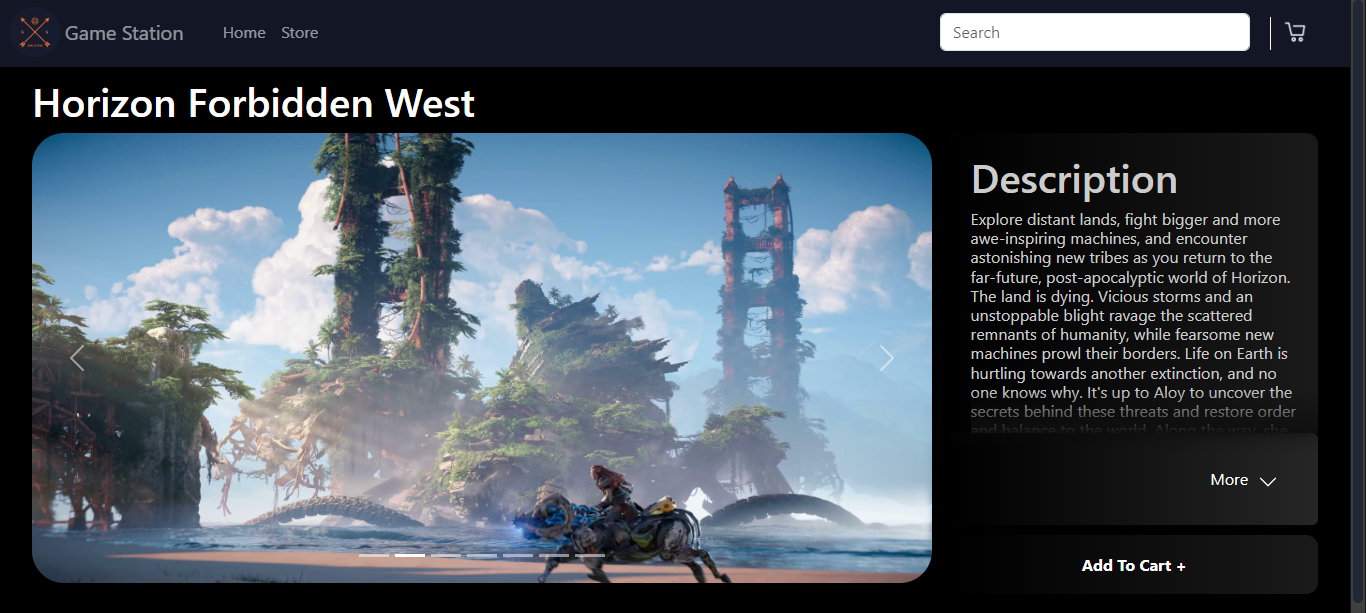 Game Station
Home
Store
Search
Horizon Forbidden West
Description
Explore distant lands, fight bigger and more
awe-inspiring machines, and encounter
astonishing new tribes as you return to the
far-future, post-apocalyptic world of Horizon.
The land is dying. Vicious storms and an
unstoppable blight ravage the scattered
remnants of humanity, while fearsome new
machines prowl their borders. Life on Earth is
hurtling towards another extinction, and no
one knows why. It's up to Aloy to uncover the
secrets behind these threats and restore order
and balance to the world. Along the way, she
More
Add To Cart +